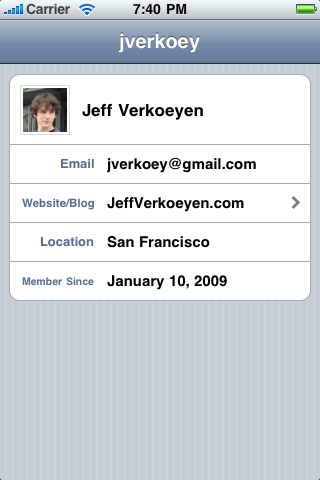 Carrier 7:40 PM
jverkoey
Jeff Verkoeyen
Email jverkoey@gmail.com
Website/Blog JeffVerkoeyen.com
Location San Francisco
Member Since January 10, 2009